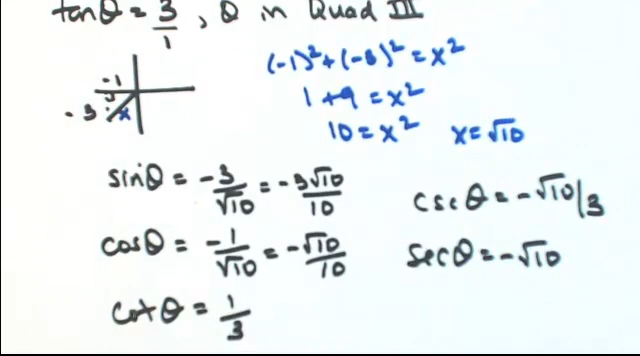 tanθ = 3/1 , θ in Quad III
(-1)² + (-3)² = x²
-1
1 + 9 = x²
-3 x
10 = x² x = √10
sinθ = -3/√10 = -3√10/10
cscθ = -√10/3
cosθ = -1/√10 = -√10/10
secθ = -√10
cotθ = 1/3